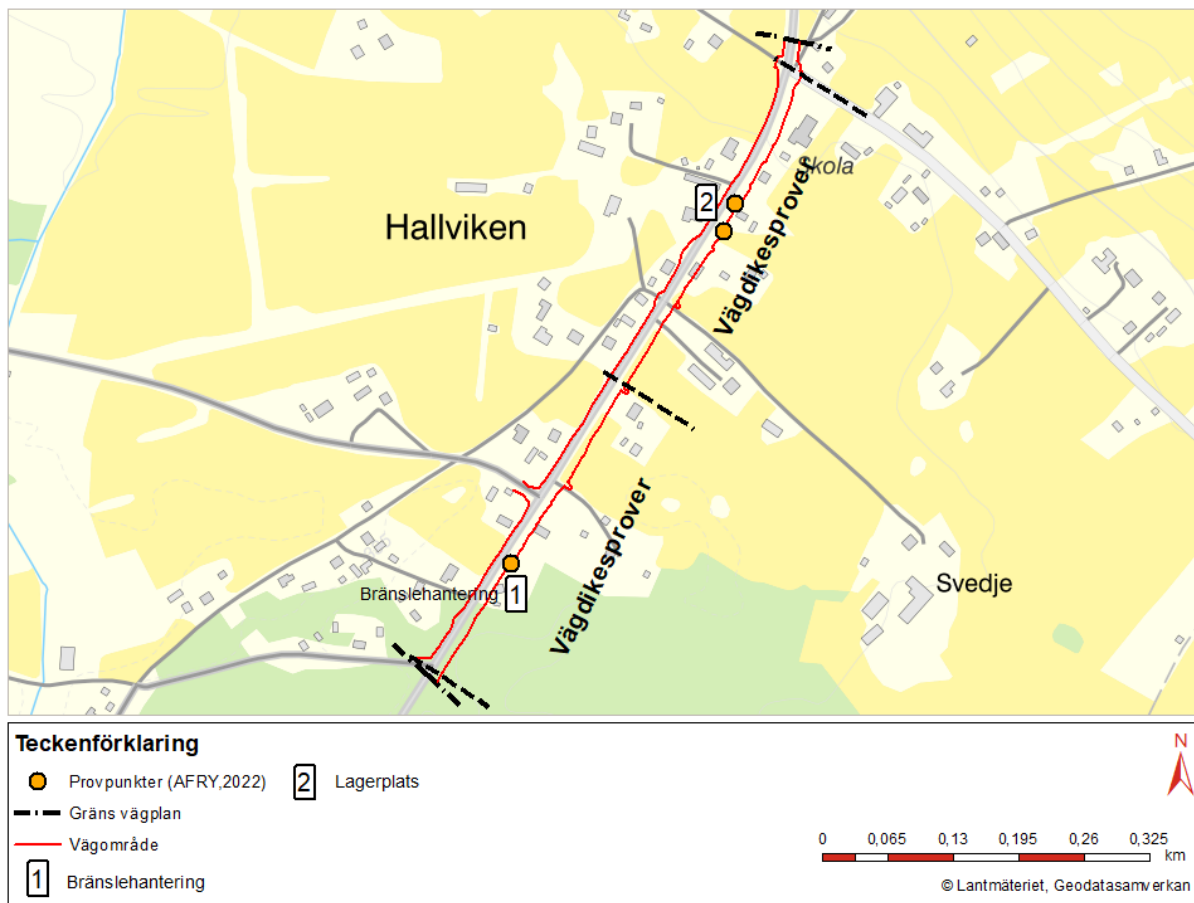 kola
2
Hallviken
Vägdikesprover
Vägdikesprover
Svedje
Bränslehantering
1
Teckenförklaring
Provpunkter (AFRY,2022)
2 Lagerplats
Gräns vägplan
Vägområde
1 Bränslehantering
N
0 0,065 0,13 0,195 0,26 0,325
km
© Lantmäteriet, Geodatasamverkan